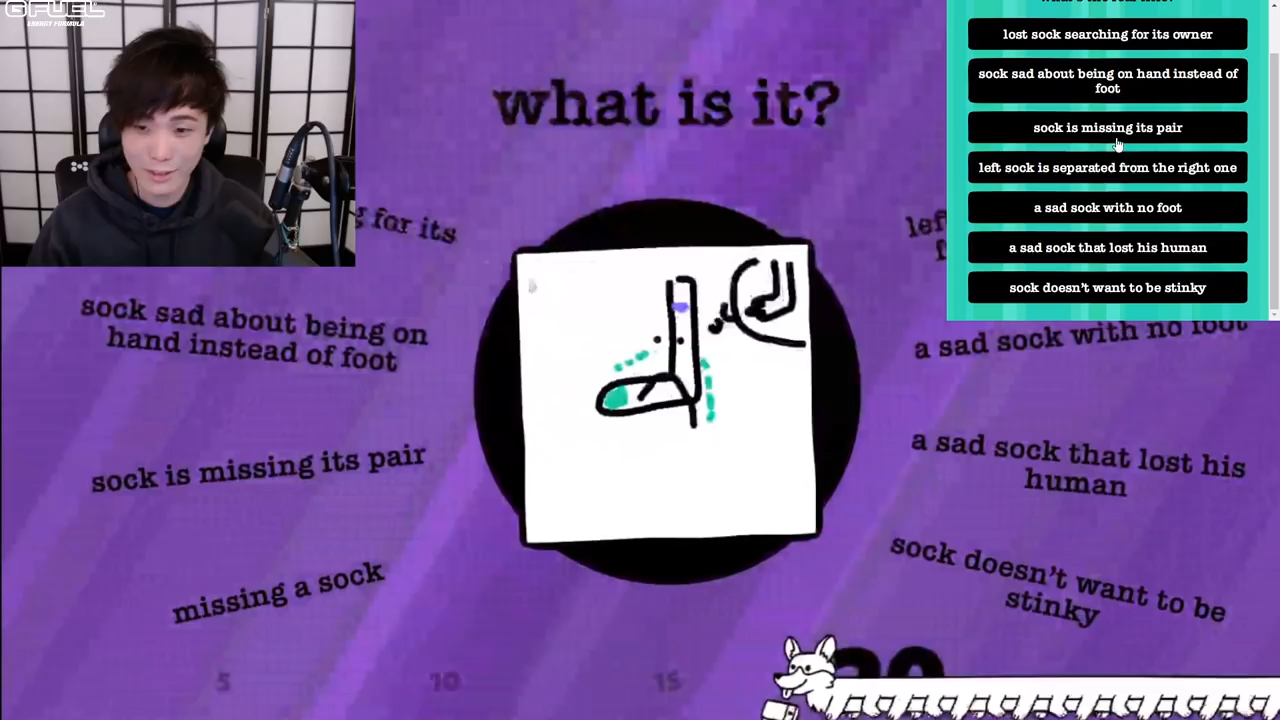 GFUEL
ENERGY FORMULA
what is it?
lost sock searching for its owner
sock sad about being on hand instead of
foot
sock is missing its pair
left sock is separated from the right one
a sad sock with no foot
a sad sock that lost his human
sock doesn't want to be stinky
for its
sock sad about being on
hand instead of foot
sock is missing its pair
missing a sock
a sad sock with no foot
a sad sock that lost his
human
sock doesn't want to be
stinky
5
10
15